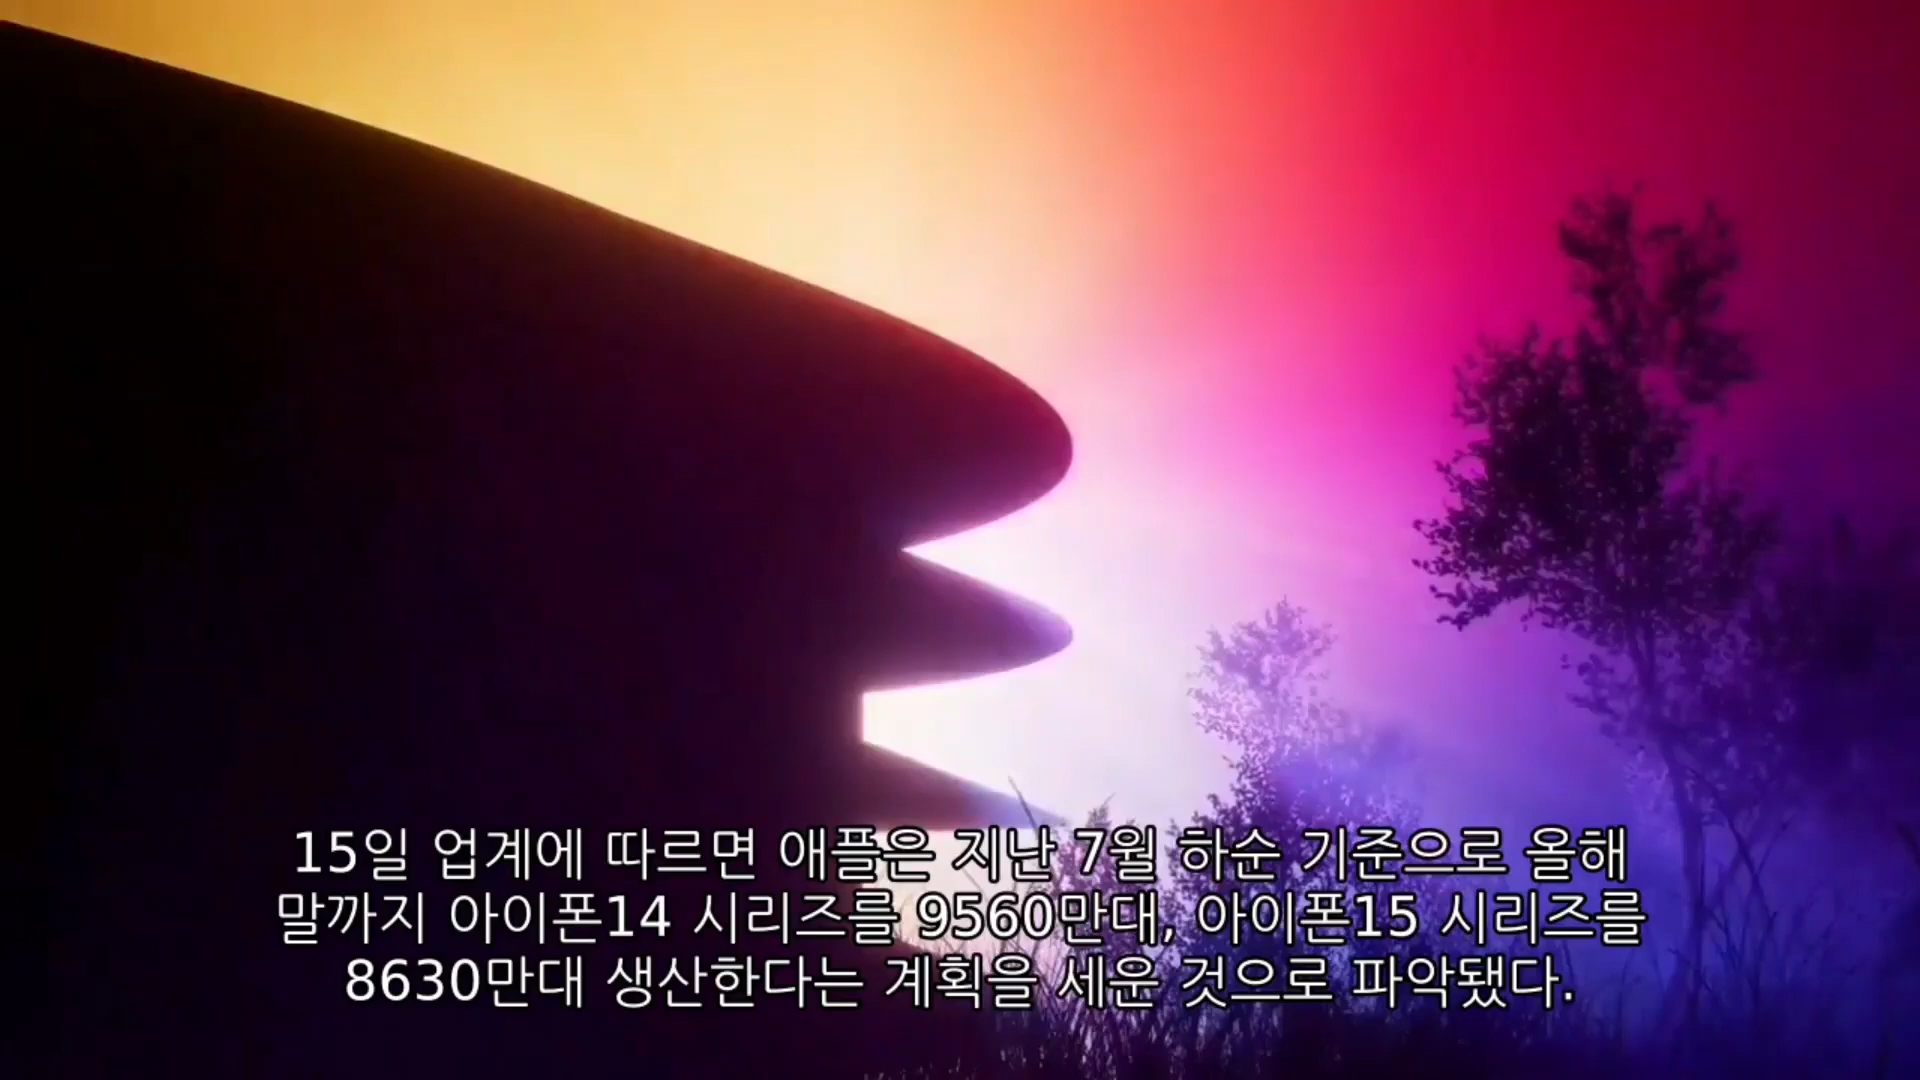 15일 업계에 따르면 애플은 지난 7월 하순 기준으로 올해
말까지 아이폰14 시리즈를 9560만대, 아이폰15 시리즈를
8630만대 생산한다는 계획을 세운 것으로 파악됐다.